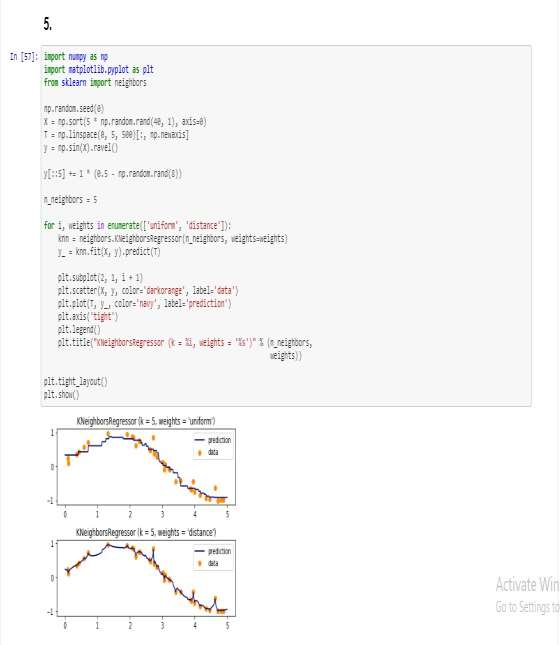 5.
In [57]: import numpy as np
import matplotlib.pyplot as plt
from sklearn import neighbors
np.random.seed(0)
X = np.sort(5 * np.random.rand(40, 1), axis=0)
T = np.linspace(0, 5, 500)[:, np.newaxis]
y = np.sin(X).ravel()
y[::5] += 1 * (0.5 - np.random.rand(8))
n_neighbors = 5
for i, weights in enumerate(['uniform', 'distance']):
knn = neighbors.KNeighborsRegressor(n_neighbors, weights=weights)
y_ = knn.fit(X, y).predict(T)
plt.subplot(2, 1, i + 1)
plt.scatter(X, y, color='darkorange', label='data')
plt.plot(T, y_, color='navy', label='prediction')
plt.axis('tight')
plt.legend()
plt.title("KNeighborsRegressor (k = %i, weights = '%s')" % (n_neighbors,
weights))
plt.tight_layout()
plt.show()
KNeighborsRegressor (k = 5, weights = 'uniform')
1
prediction
data
0
−1
0 1 2 3 4 5
KNeighborsRegressor (k = 5, weights = 'distance')
1
prediction
data
0
−1
0 1 2 3 4 5
Activate Win
Go to Settings to